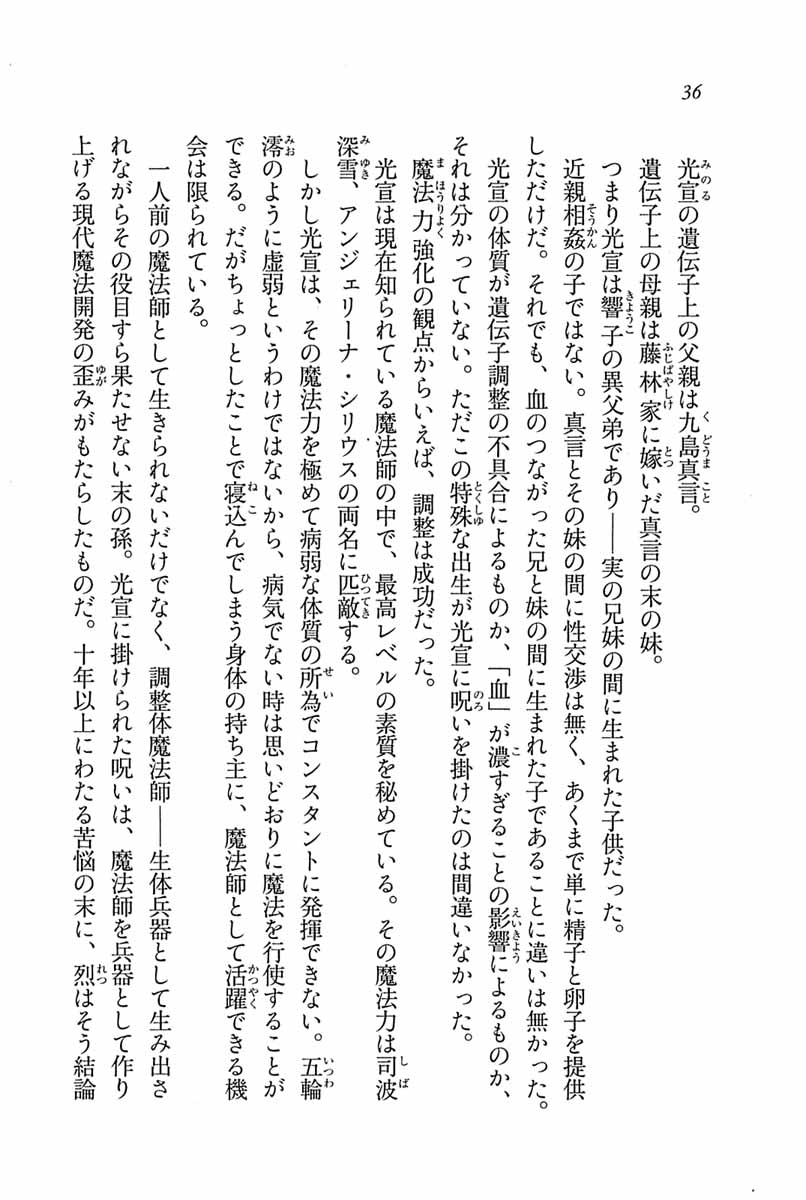 36
光宣の遺伝子上の父親は九島真言。
遺伝子上の母親は藤林家に嫁いだ真言の末の妹。
つまり光宣は響子の異父弟であり――実の兄妹の間に生まれた子供だった。
近親相姦の子ではない。真言とその妹の間に性交渉は無く、あくまで単に精子と卵子を提供
しただけだ。それでも、血のつながった兄と妹の間に生まれた子であることに違いは無かった。
光宣の体質が遺伝子調整の不具合によるものか、「血」が濃すぎることの影響によるものか、
それは分かっていない。ただこの特殊な出生が光宣に呪いを掛けたのは間違いなかった。
魔法力強化の観点からいえば、調整は成功だった。
光宣は現在知られている魔法師の中で、最高レベルの素質を秘めている。その魔法力は司波
深雪、アンジェリーナ・シリウスの両名に匹敵する。
しかし光宣は、その魔法力を極めて病弱な体質の所為でコンスタントに発揮できない。五輪
澪のように虚弱というわけではないから、病気でない時は思いどおりに魔法を行使することが
できる。だがちょっとしたことで寝込んでしまう身体の持ち主に、魔法師として活躍できる機
会は限られている。
一人前の魔法師として生きられないだけでなく、調整体魔法師――生体兵器として生み出さ
れながらその役目すら果たせない末の孫。光宣に掛けられた呪いは、魔法師を兵器として作り
上げる現代魔法開発の歪みがもたらしたものだ。十年以上にわたる苦悩の末に、烈はそう結論